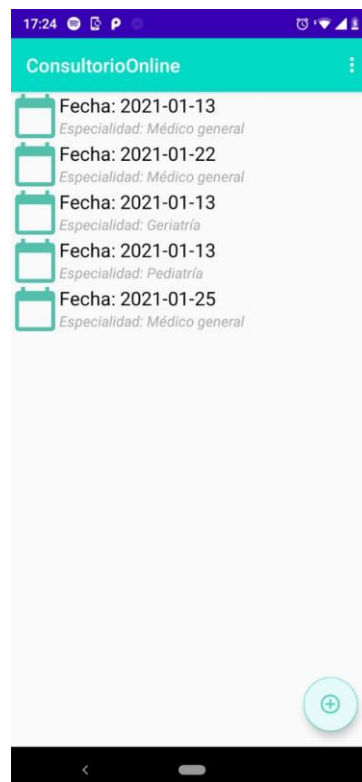 17:24
ConsultorioOnline
Fecha: 2021-01-13
Especialidad: Médico general
Fecha: 2021-01-22
Especialidad: Médico general
Fecha: 2021-01-13
Especialidad: Geriatría
Fecha: 2021-01-13
Especialidad: Pediatría
Fecha: 2021-01-25
Especialidad: Médico general